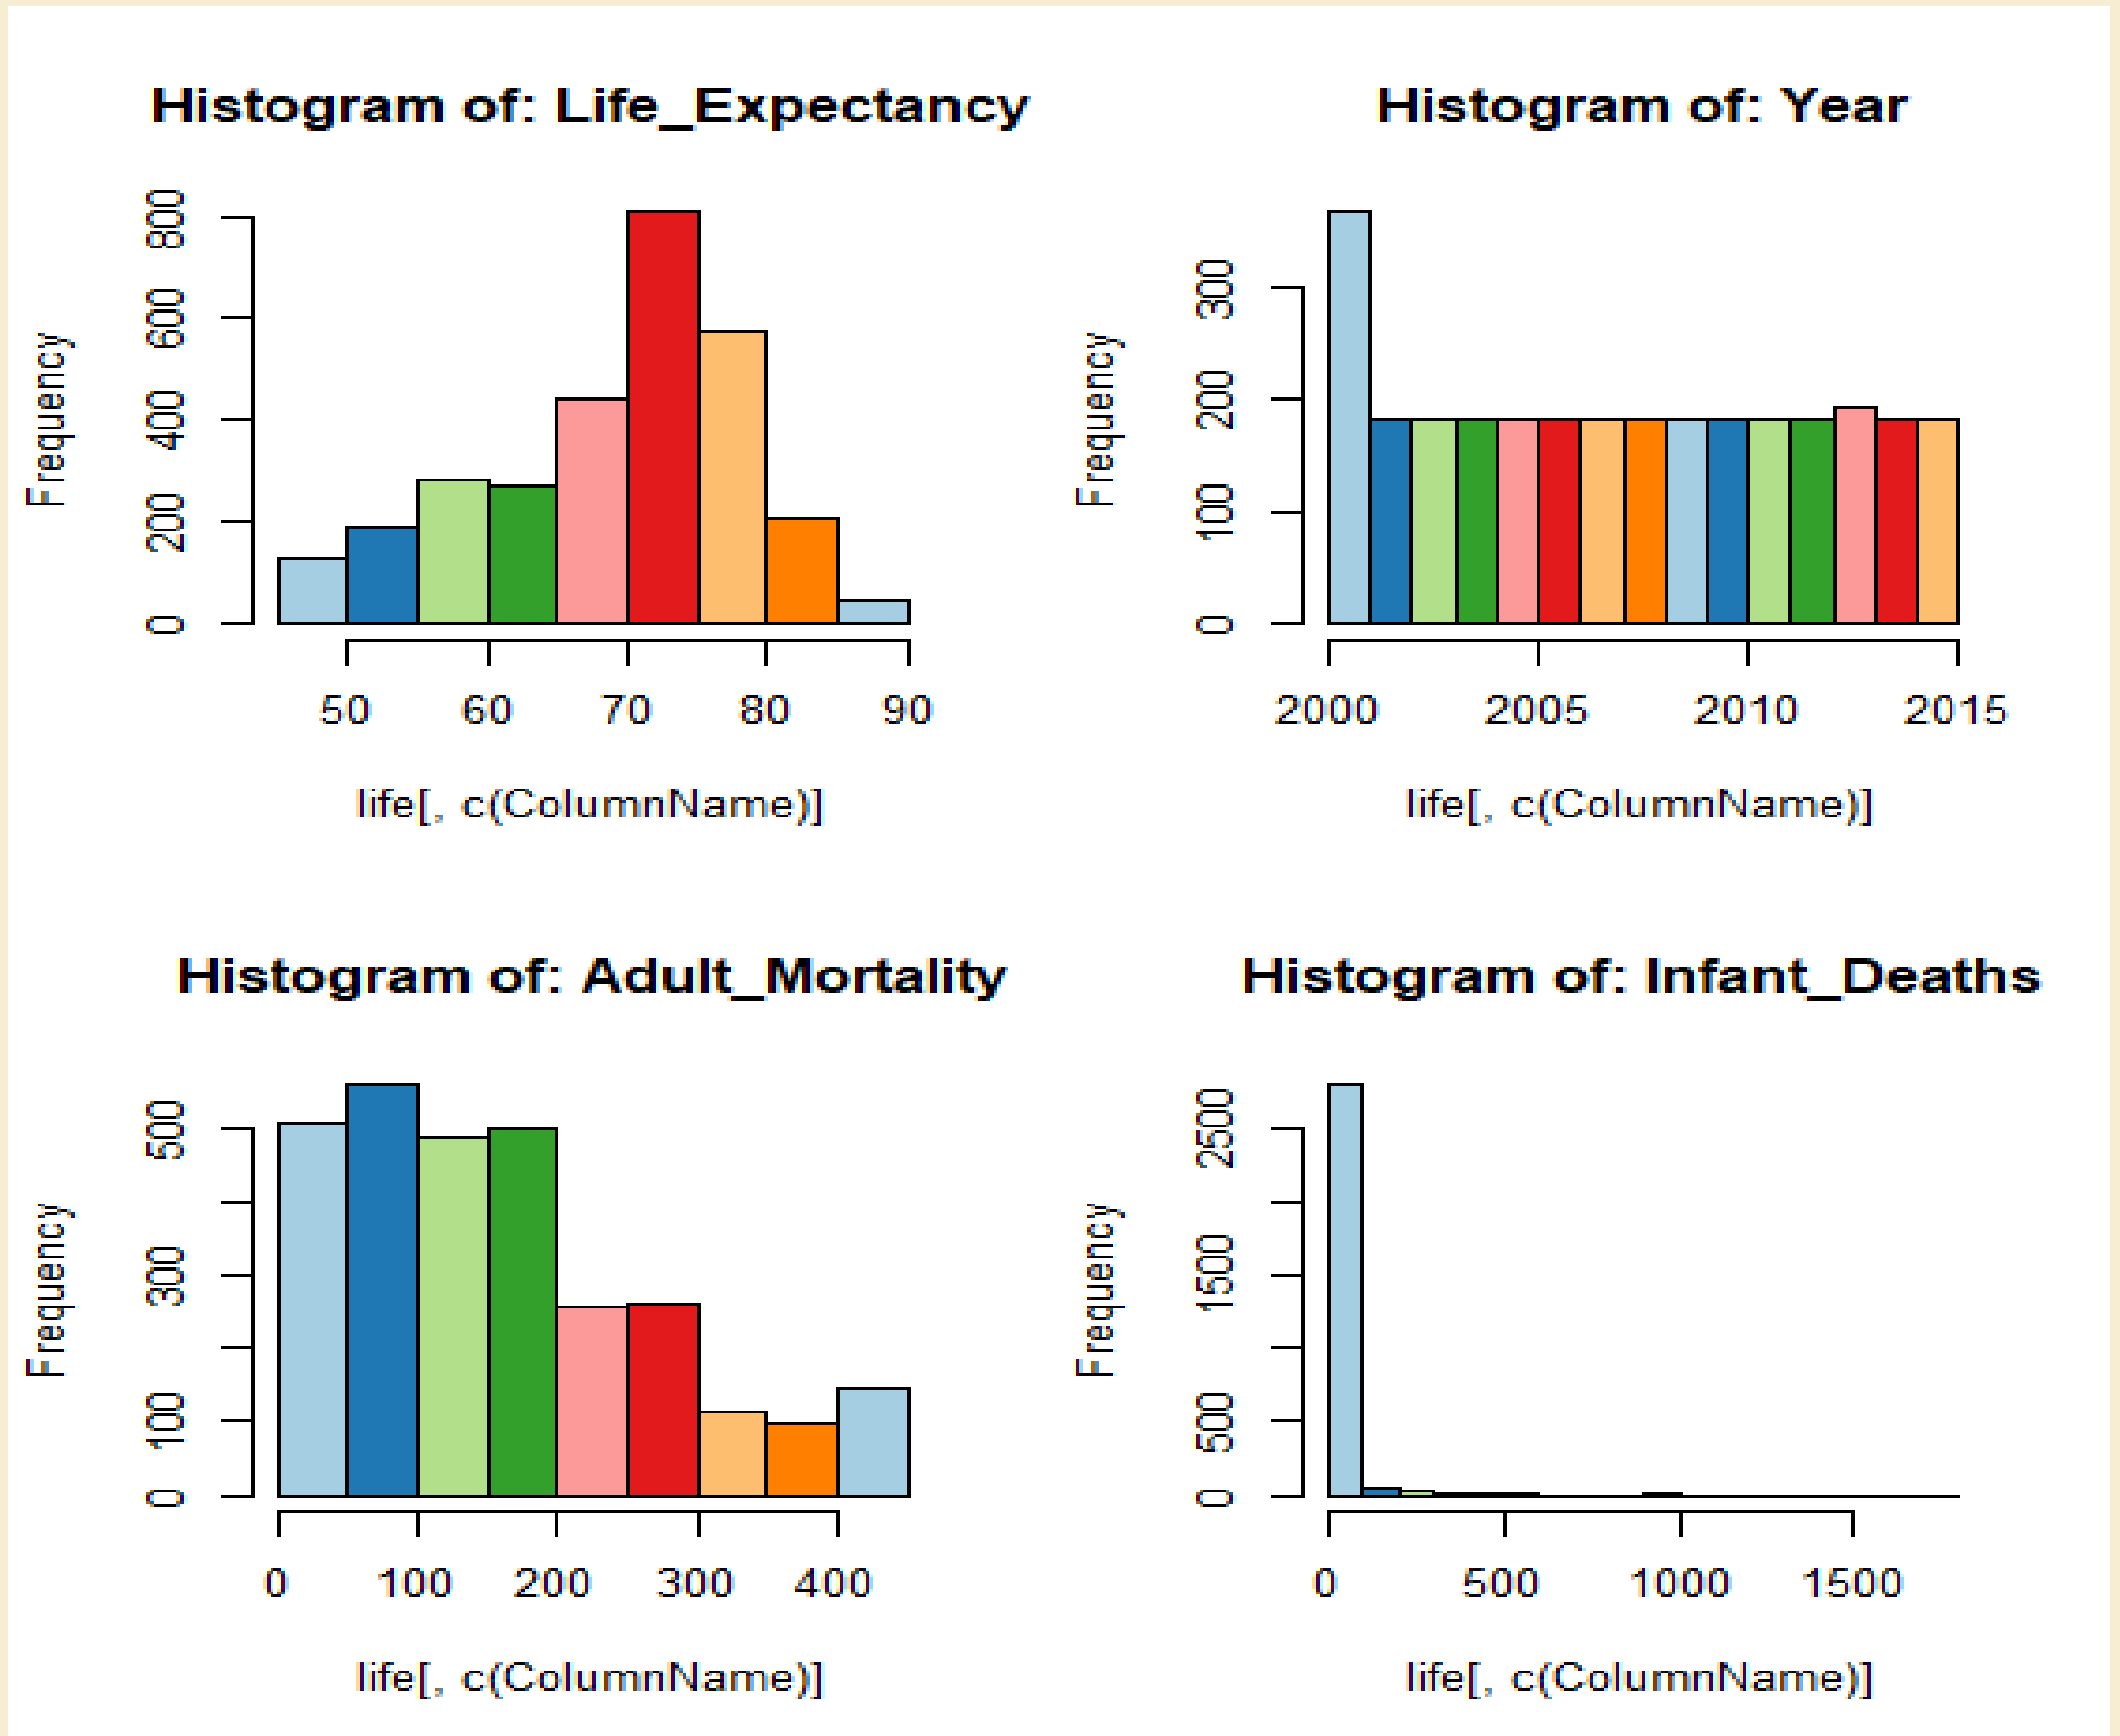 Histogram of: Life_Expectancy
Frequency
0 200 400 600 800
50 60 70 80 90
life[, c(ColumnName)]
Histogram of: Year
Frequency
0 100 200 300
2000 2005 2010 2015
life[, c(ColumnName)]
Histogram of: Adult_Mortality
Frequency
0 100 300 500
0 100 200 300 400
life[, c(ColumnName)]
Histogram of: Infant_Deaths
Frequency
0 500 1500 2500
0 500 1000 1500
life[, c(ColumnName)]